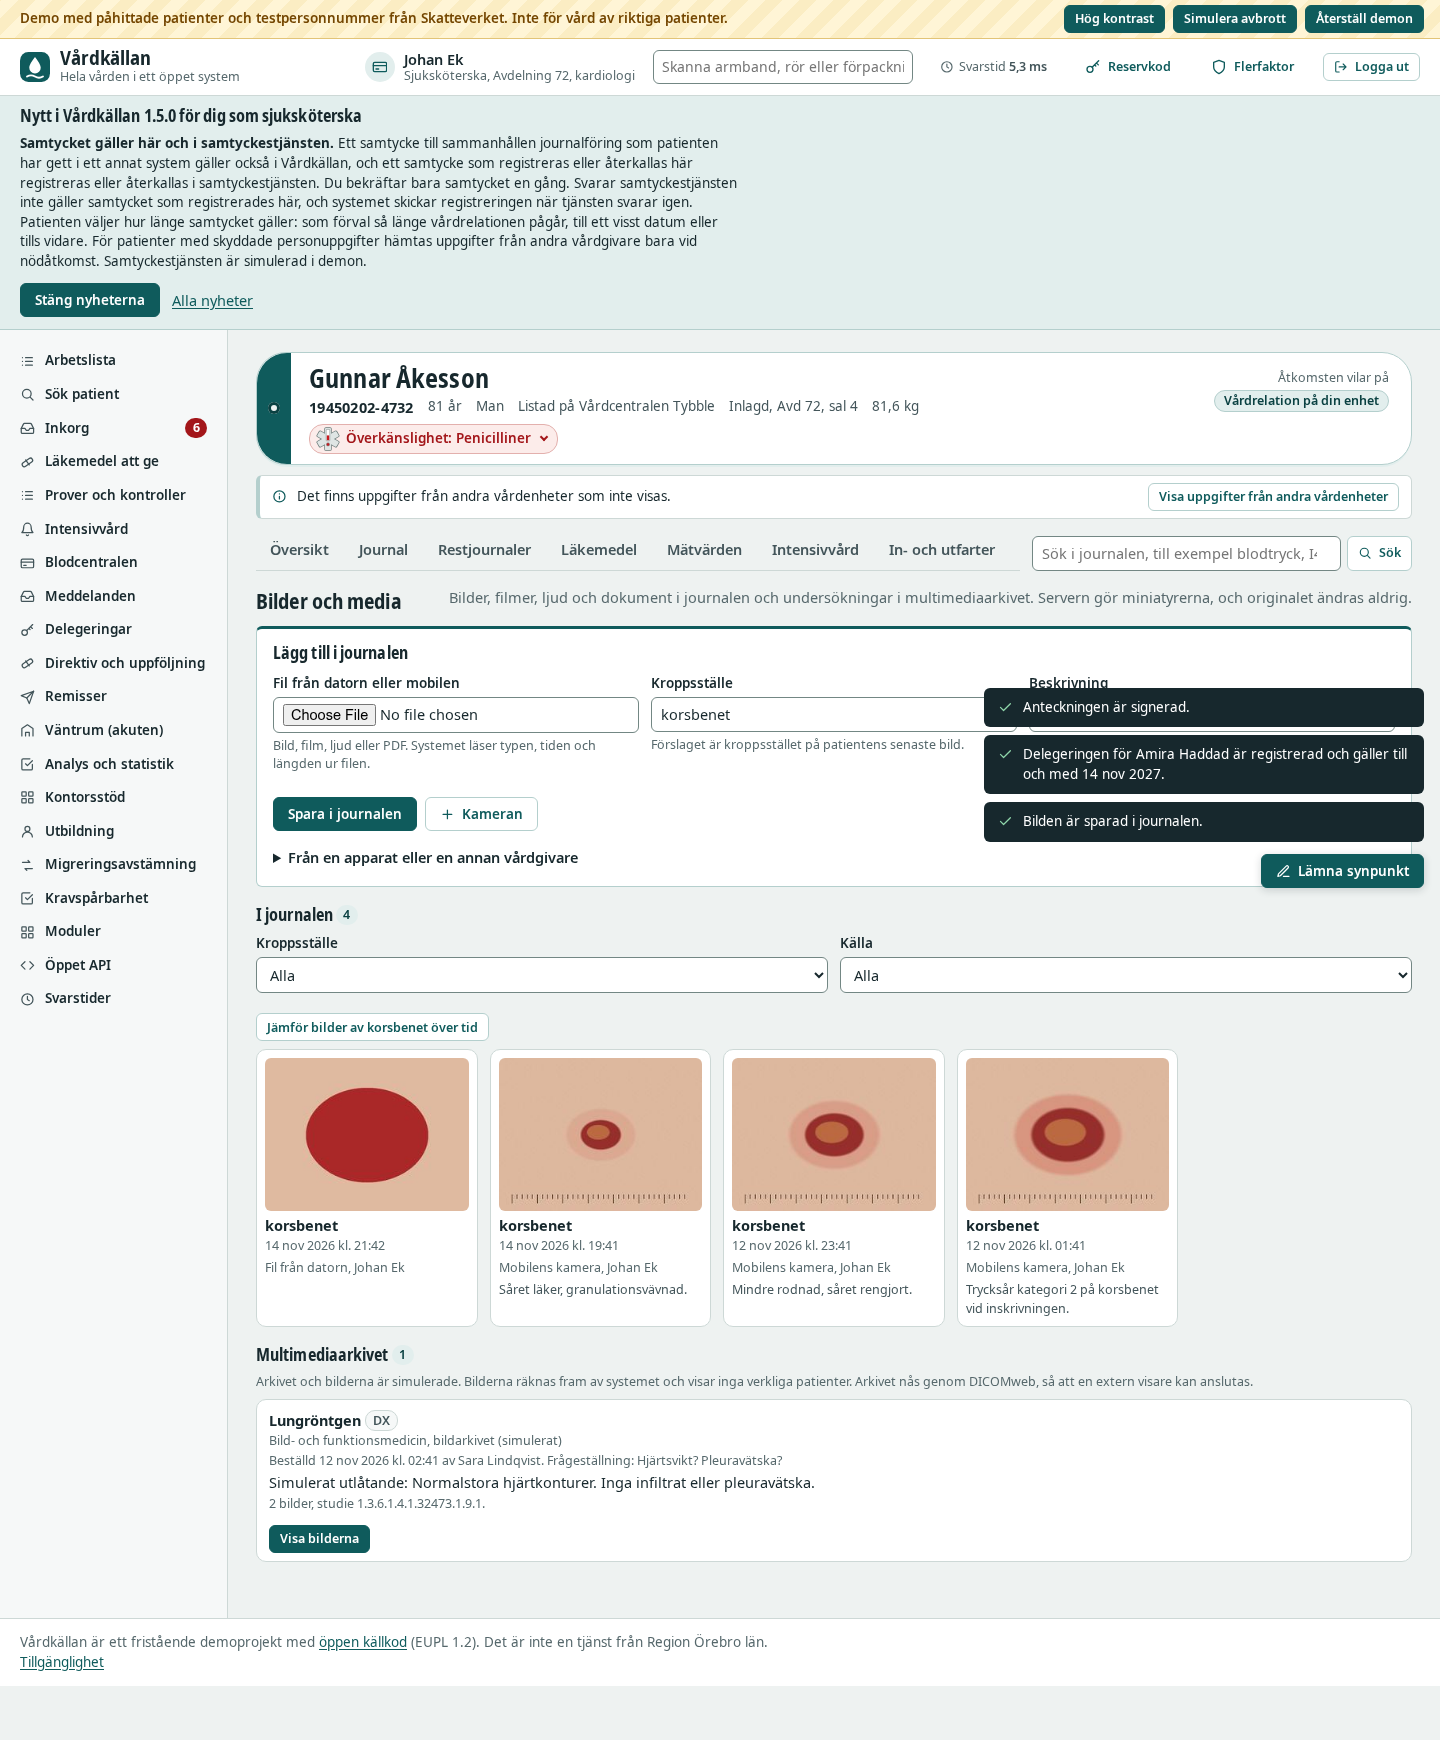 Demo med påhittade patienter och testpersonnummer från Skatteverket. Inte för vård av riktiga patienter.
Hög kontrast
Simulera avbrott
Återställ demon
Vårdkällan
Hela vården i ett öppet system
Johan Ek
Sjuksköterska, Avdelning 72, kardiologi
Skanna armband, rör eller förpackni
Svarstid 5,3 ms
Reservkod
Flerfaktor
Logga ut
Nytt i Vårdkällan 1.5.0 för dig som sjuksköterska
Samtycket gäller här och i samtyckestjänsten. Ett samtycke till sammanhållen journalföring som patienten
har gett i ett annat system gäller också i Vårdkällan, och ett samtycke som registreras eller återkallas här
registreras eller återkallas i samtyckestjänsten. Du bekräftar bara samtycket en gång. Svarar samtyckestjänsten
inte gäller samtycket som registrerades här, och systemet skickar registreringen när tjänsten svarar igen.
Patienten väljer hur länge samtycket gäller: som förval så länge vårdrelationen pågår, till ett visst datum eller
tills vidare. För patienter med skyddade personuppgifter hämtas uppgifter från andra vårdgivare bara vid
nödåtkomst. Samtyckestjänsten är simulerad i demon.
Stäng nyheterna
Alla nyheter
Arbetslista
Sök patient
Inkorg 6
Läkemedel att ge
Prover och kontroller
Intensivvård
Blodcentralen
Meddelanden
Delegeringar
Direktiv och uppföljning
Remisser
Väntrum (akuten)
Analys och statistik
Kontorsstöd
Utbildning
Migreringsavstämning
Kravspårbarhet
Moduler
Öppet API
Svarstider
Gunnar Åkesson
19450202-4732 81 år Man Listad på Vårdcentralen Tybble Inlagd, Avd 72, sal 4 81,6 kg
Överkänslighet: Penicilliner
Åtkomsten vilar på
Vårdrelation på din enhet
Det finns uppgifter från andra vårdenheter som inte visas.
Visa uppgifter från andra vårdenheter
Översikt
Journal
Restjournaler
Läkemedel
Mätvärden
Intensivvård
In- och utfarter
Sök i journalen, till exempel blodtryck, I4
Sök
Bilder och media
Bilder, filmer, ljud och dokument i journalen och undersökningar i multimediaarkivet. Servern gör miniatyrerna, och originalet ändras aldrig.
Lägg till i journalen
Fil från datorn eller mobilen
Choose File No file chosen
Bild, film, ljud eller PDF. Systemet läser typen, tiden och
längden ur filen.
Kroppsställe
korsbenet
Förslaget är kroppsstället på patientens senaste bild.
Beskrivning
Anteckningen är signerad.
Delegeringen för Amira Haddad är registrerad och gäller till
och med 14 nov 2027.
Bilden är sparad i journalen.
Spara i journalen
Kameran
Från en apparat eller en annan vårdgivare
Lämna synpunkt
I journalen 4
Kroppsställe
Alla
Källa
Alla
Jämför bilder av korsbenet över tid
korsbenet
14 nov 2026 kl. 21:42
Fil från datorn, Johan Ek
korsbenet
14 nov 2026 kl. 19:41
Mobilens kamera, Johan Ek
Såret läker, granulationsvävnad.
korsbenet
12 nov 2026 kl. 23:41
Mobilens kamera, Johan Ek
Mindre rodnad, såret rengjort.
korsbenet
12 nov 2026 kl. 01:41
Mobilens kamera, Johan Ek
Trycksår kategori 2 på korsbenet
vid inskrivningen.
Multimediaarkivet 1
Arkivet och bilderna är simulerade. Bilderna räknas fram av systemet och visar inga verkliga patienter. Arkivet nås genom DICOMweb, så att en extern visare kan anslutas.
Lungröntgen DX
Bild- och funktionsmedicin, bildarkivet (simulerat)
Beställd 12 nov 2026 kl. 02:41 av Sara Lindqvist. Frågeställning: Hjärtsvikt? Pleuravätska?
Simulerat utlåtande: Normalstora hjärtkonturer. Inga infiltrat eller pleuravätska.
2 bilder, studie 1.3.6.1.4.1.32473.1.9.1.
Visa bilderna
Vårdkällan är ett fristående demoprojekt med öppen källkod (EUPL 1.2). Det är inte en tjänst från Region Örebro län.
Tillgänglighet